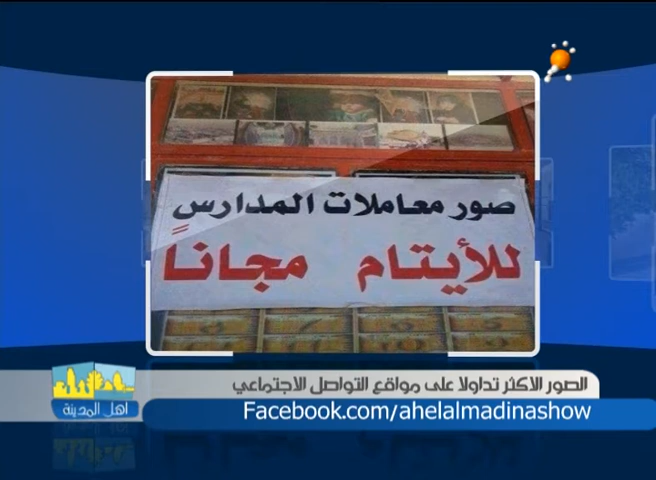 صور معاملات المدارس
للأيتام مجاناً
الصور الاكثر تداولا على مواقع التواصل الاجتماعي
اهل المدينة
Facebook.com/ahelalmadinashow